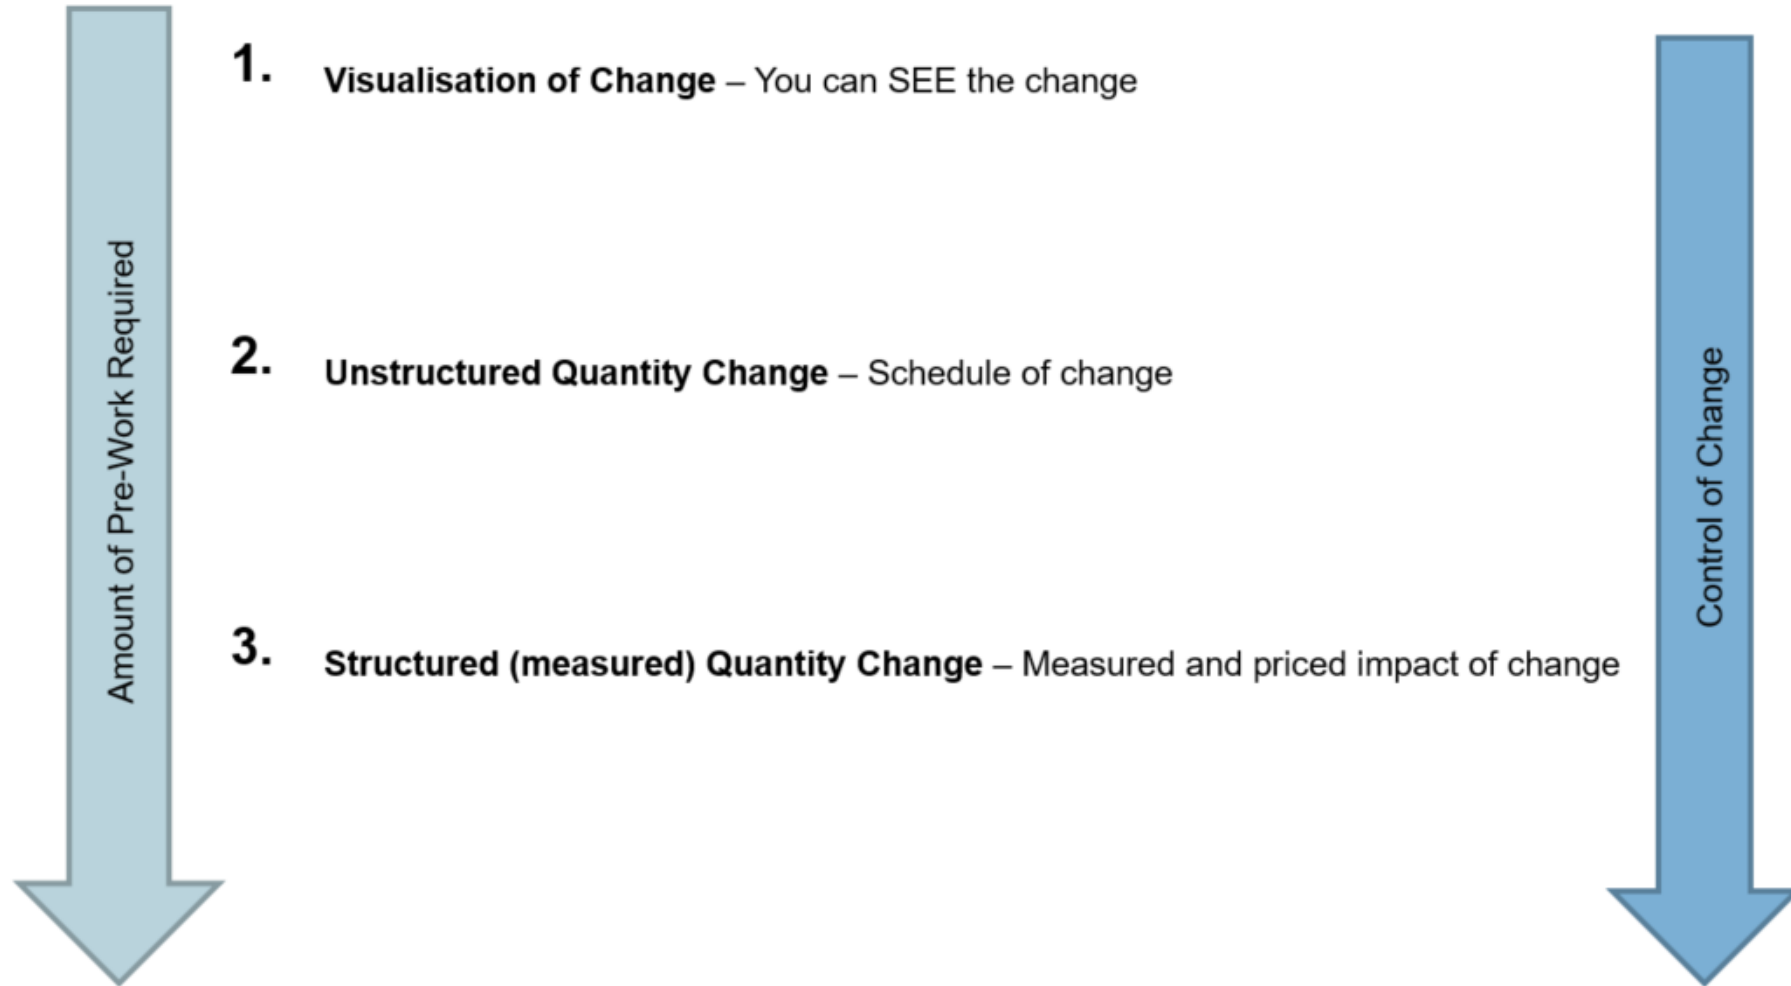 1. Visualisation of Change – You can SEE the change
Amount of Pre-Work Required
2. Unstructured Quantity Change – Schedule of change
Control of Change
3. Structured (measured) Quantity Change – Measured and priced impact of change